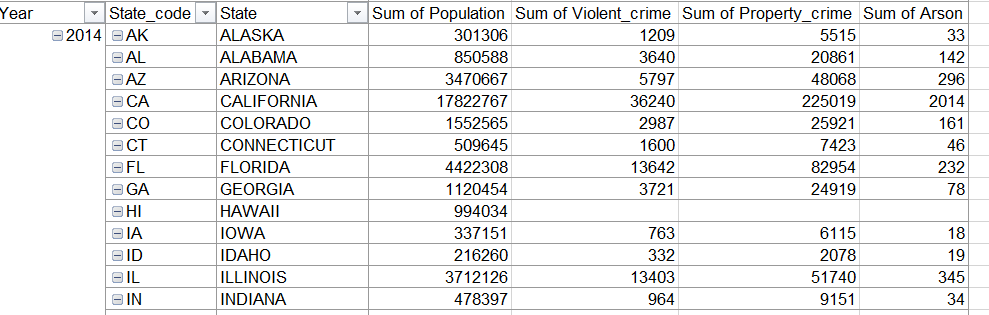 Year State_code State Sum of Population Sum of Violent_crime Sum of Property_crime Sum of Arson
2014 AK ALASKA 301306 1209 5515 33
AL ALABAMA 850588 3640 20861 142
AZ ARIZONA 3470667 5797 48068 296
CA CALIFORNIA 17822767 36240 225019 2014
CO COLORADO 1552565 2987 25921 161
CT CONNECTICUT 509645 1600 7423 46
FL FLORIDA 4422308 13642 82954 232
GA GEORGIA 1120454 3721 24919 78
HI HAWAII 994034
IA IOWA 337151 763 6115 18
ID IDAHO 216260 332 2078 19
IL ILLINOIS 3712126 13403 51740 345
IN INDIANA 478397 964 9151 34